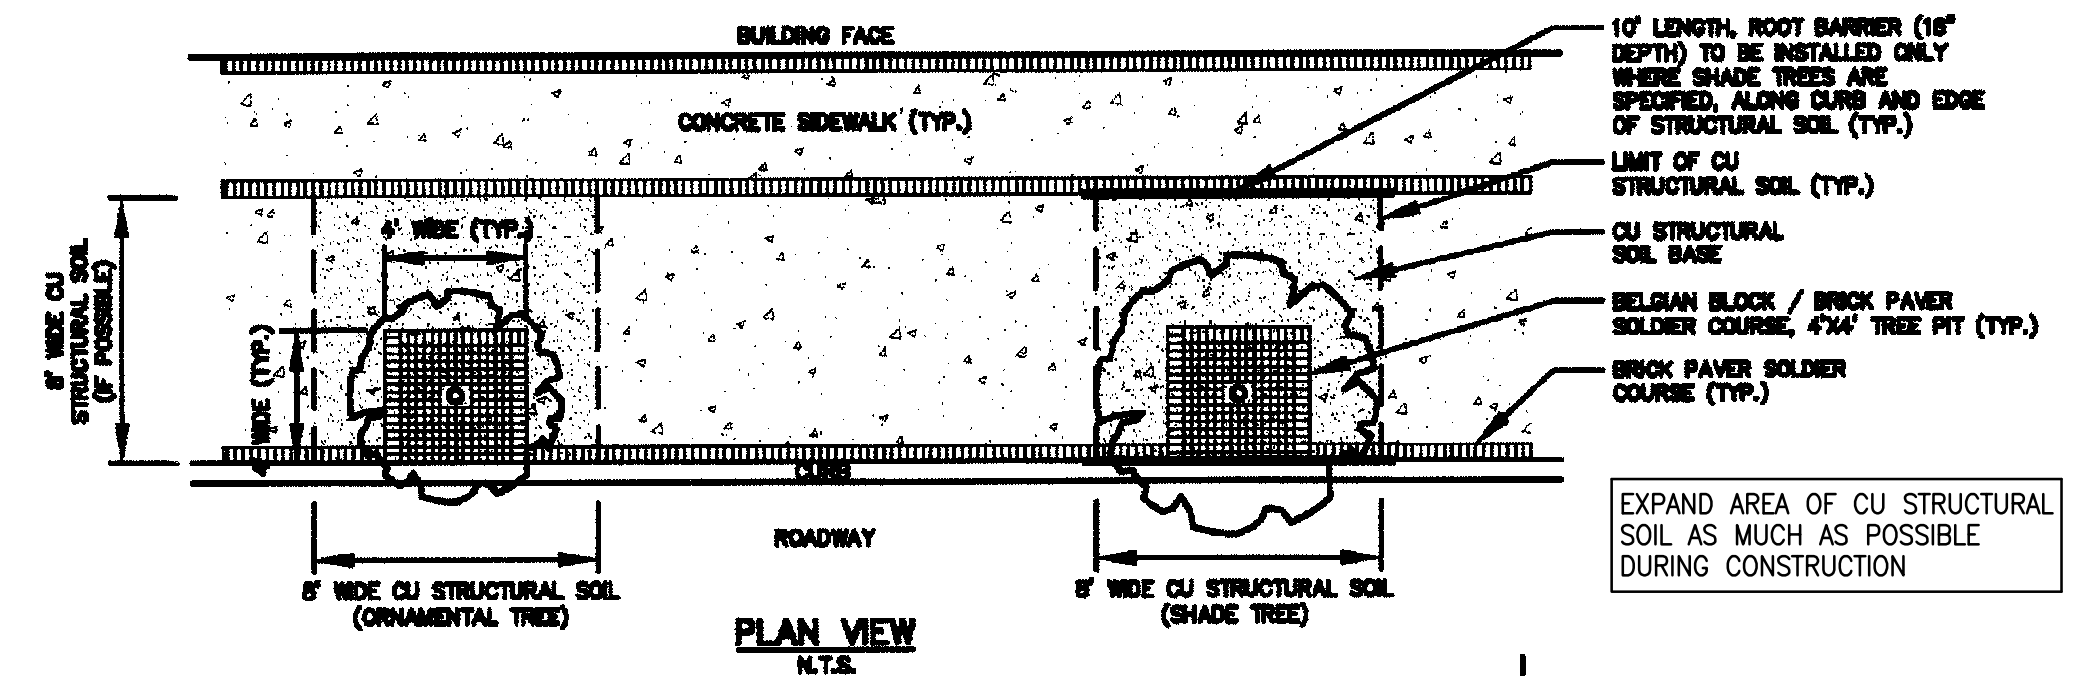 BUILDING FACE
CONCRETE SIDEWALK (TYP.)
10' LENGTH, ROOT BARRIER (18"
DEPTH) TO BE INSTALLED ONLY
WHERE SHADE TREES ARE
SPECIFIED, ALONG CURB AND EDGE
OF STRUCTURAL SOIL (TYP.)
LIMIT OF CU
STRUCTURAL SOIL (TYP.)
CU STRUCTURAL
SOIL BASE
BELGIAN BLOCK / BRICK PAVER
SOLDIER COURSE, 4'X4' TREE PIT (TYP.)
BRICK PAVER SOLDIER
COURSE (TYP.)
8' WIDE CU
STRUCTURAL SOIL
(IF POSSIBLE)
4' WIDE (TYP.)
4' WIDE (TYP.)
CURB
ROADWAY
8' WIDE CU STRUCTURAL SOIL
(ORNAMENTAL TREE)
8' WIDE CU STRUCTURAL SOIL
(SHADE TREE)
EXPAND AREA OF CU STRUCTURAL
SOIL AS MUCH AS POSSIBLE
DURING CONSTRUCTION
PLAN VIEW
N.T.S.